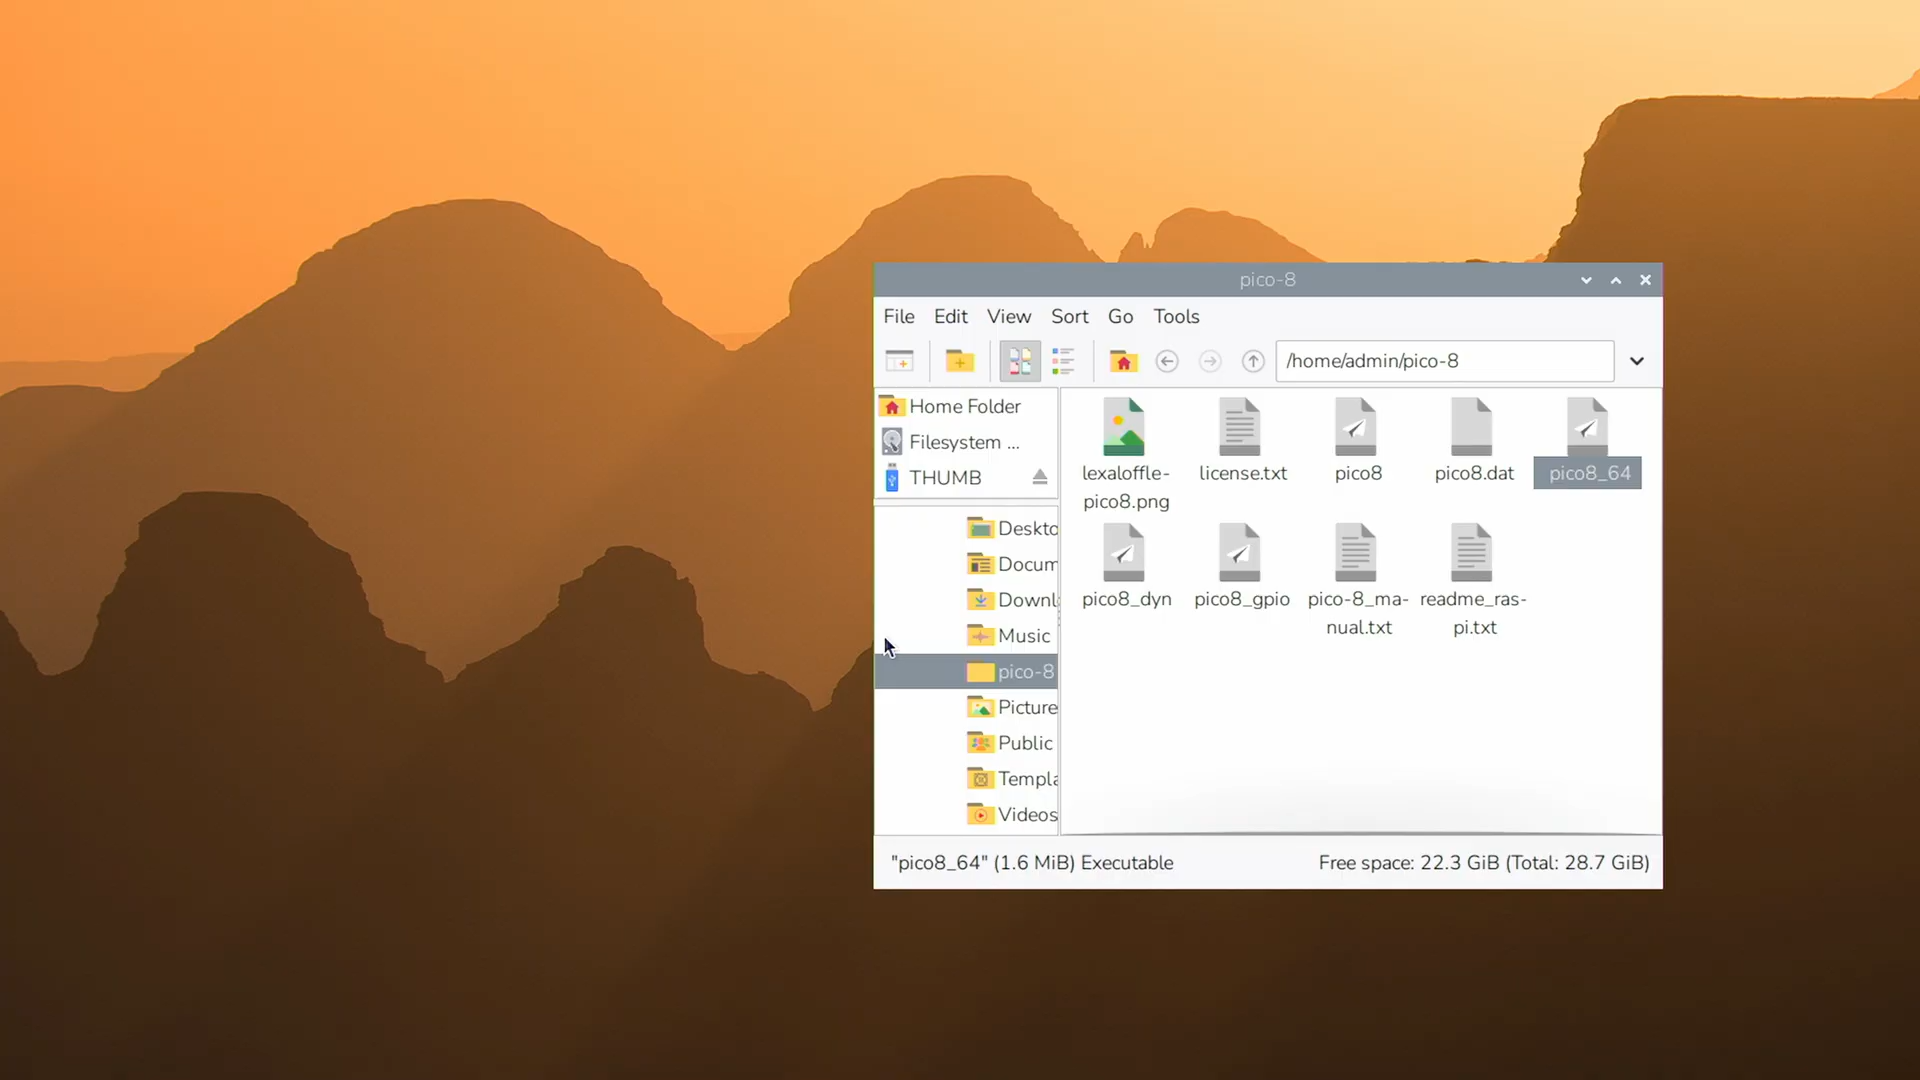 pico-8
File Edit View Sort Go Tools
/home/admin/pico-8
Home Folder
Filesystem ...
THUMB
Deskto
Docum
Downl
Music
pico-8
Picture
Public
Templa
Videos
lexaloffle-
pico8.png
license.txt
pico8
pico8.dat
pico8_64
pico8_dyn
pico8_gpio
pico-8_ma-
nual.txt
readme_ras-
pi.txt
"pico8_64" (1.6 MiB) Executable
Free space: 22.3 GiB (Total: 28.7 GiB)